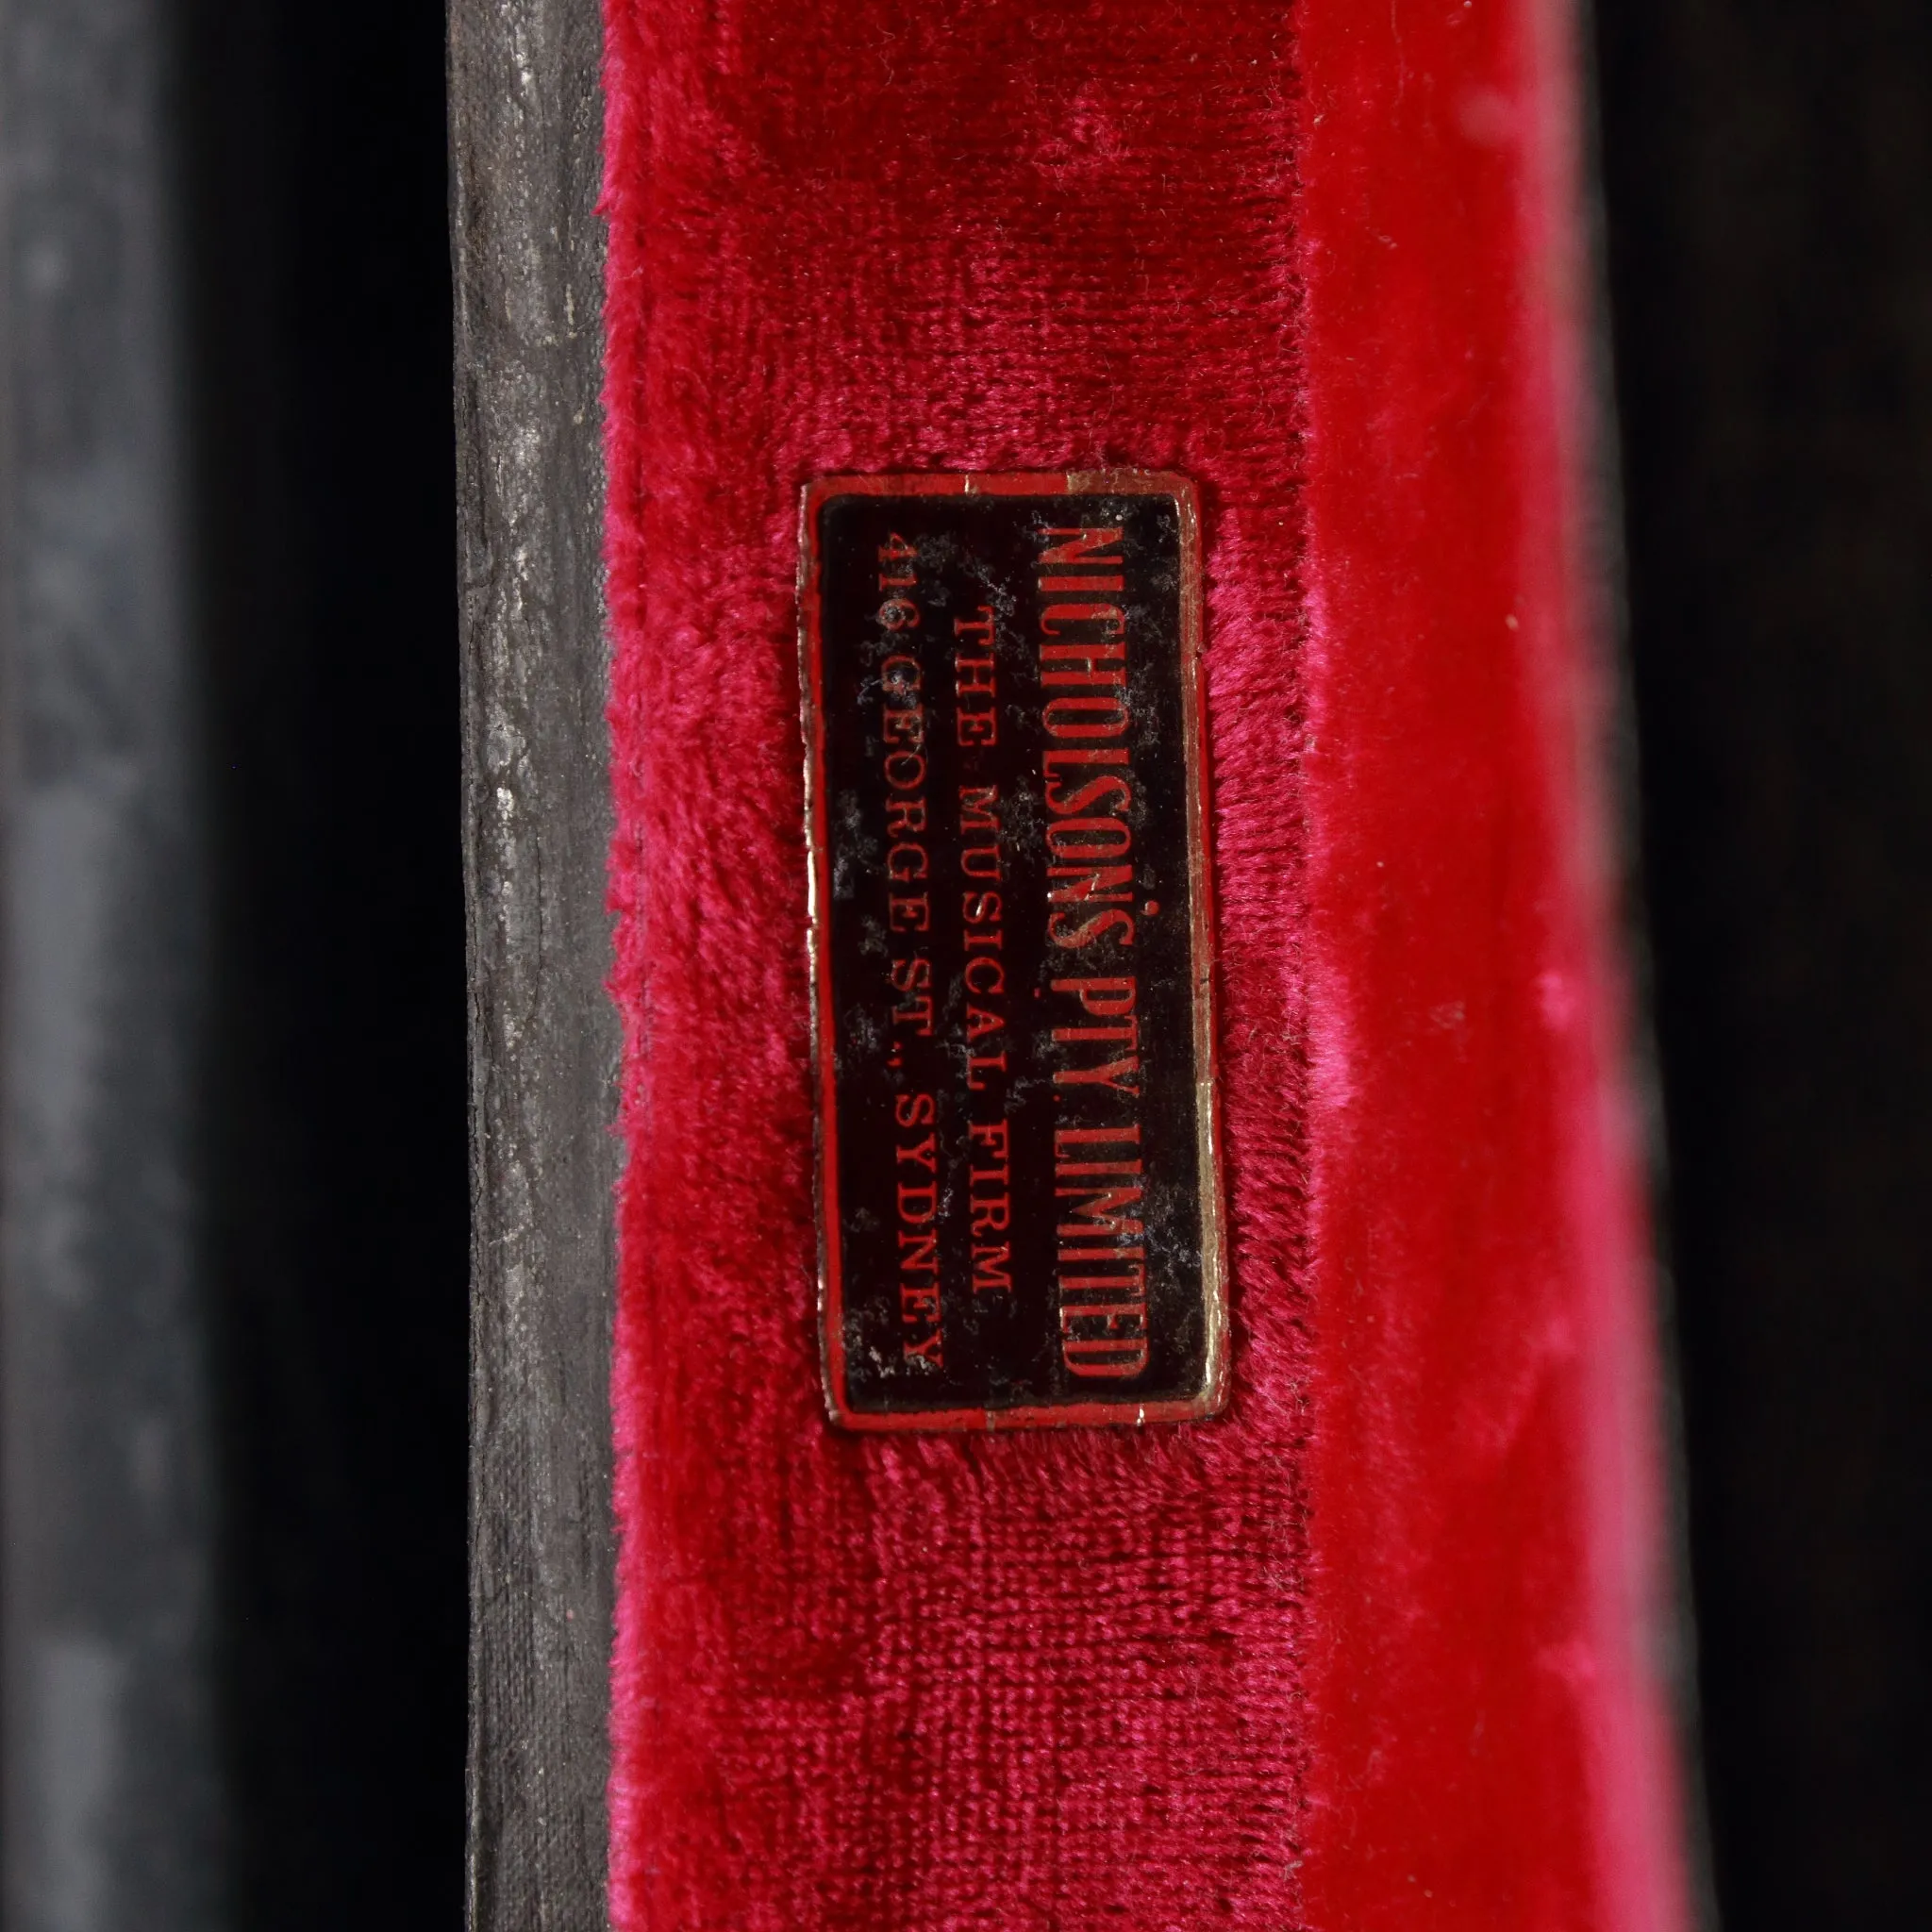 NICHOLSON'S PTY LIMITED
THE MUSICAL FIRM
416 GEORGE ST., SYDNEY